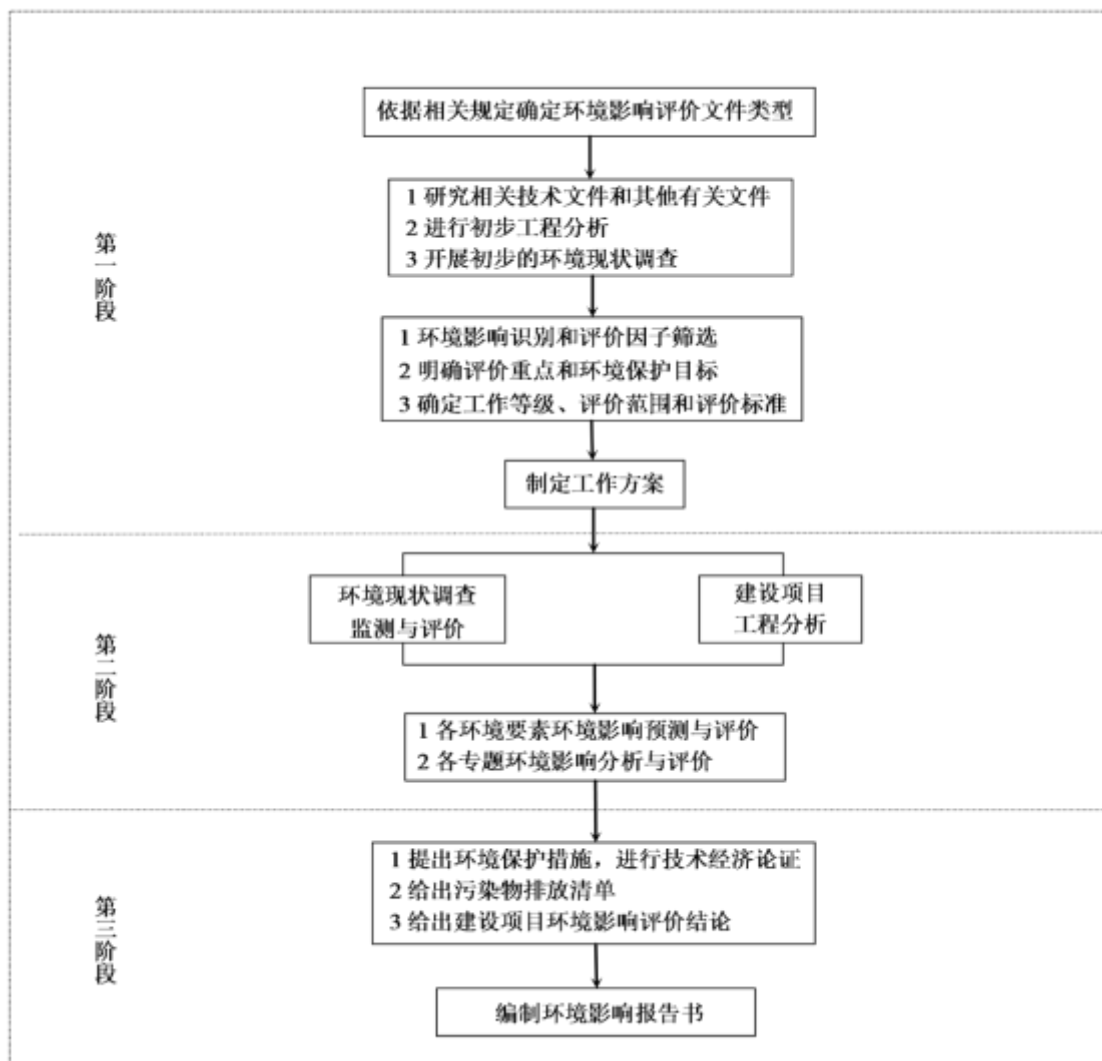 依据相关规定确定环境影响评价文件类型
1 研究相关技术文件和其他有关文件
2 进行初步工程分析
3 开展初步的环境现状调查
第一阶段
1 环境影响识别和评价因子筛选
2 明确评价重点和环境保护目标
3 确定工作等级、评价范围和评价标准
制定工作方案
环境现状调查
监测与评价
建设项目
工程分析
第二阶段
1 各环境要素环境影响预测与评价
2 各专题环境影响分析与评价
1 提出环境保护措施，进行技术经济论证
2 给出污染物排放清单
3 给出建设项目环境影响评价结论
第三阶段
编制环境影响报告书